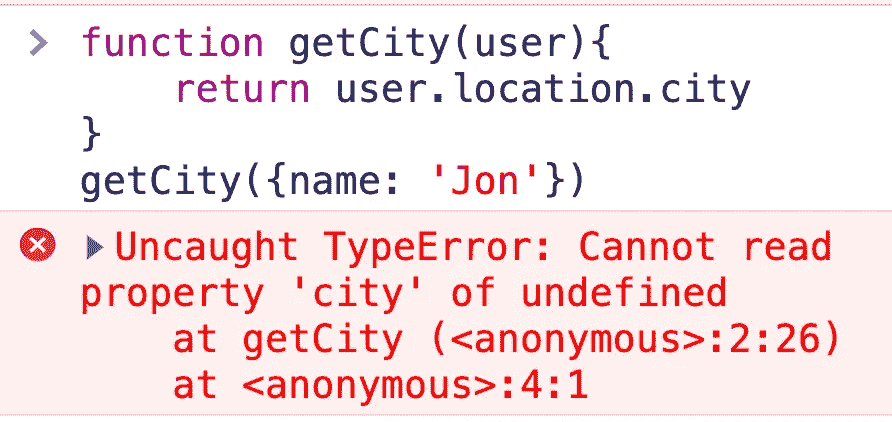 function getCity(user){
    return user.location.city
}
getCity({name: 'Jon'})
Uncaught TypeError: Cannot read
property 'city' of undefined
    at getCity (<anonymous>:2:26)
    at <anonymous>:4:1